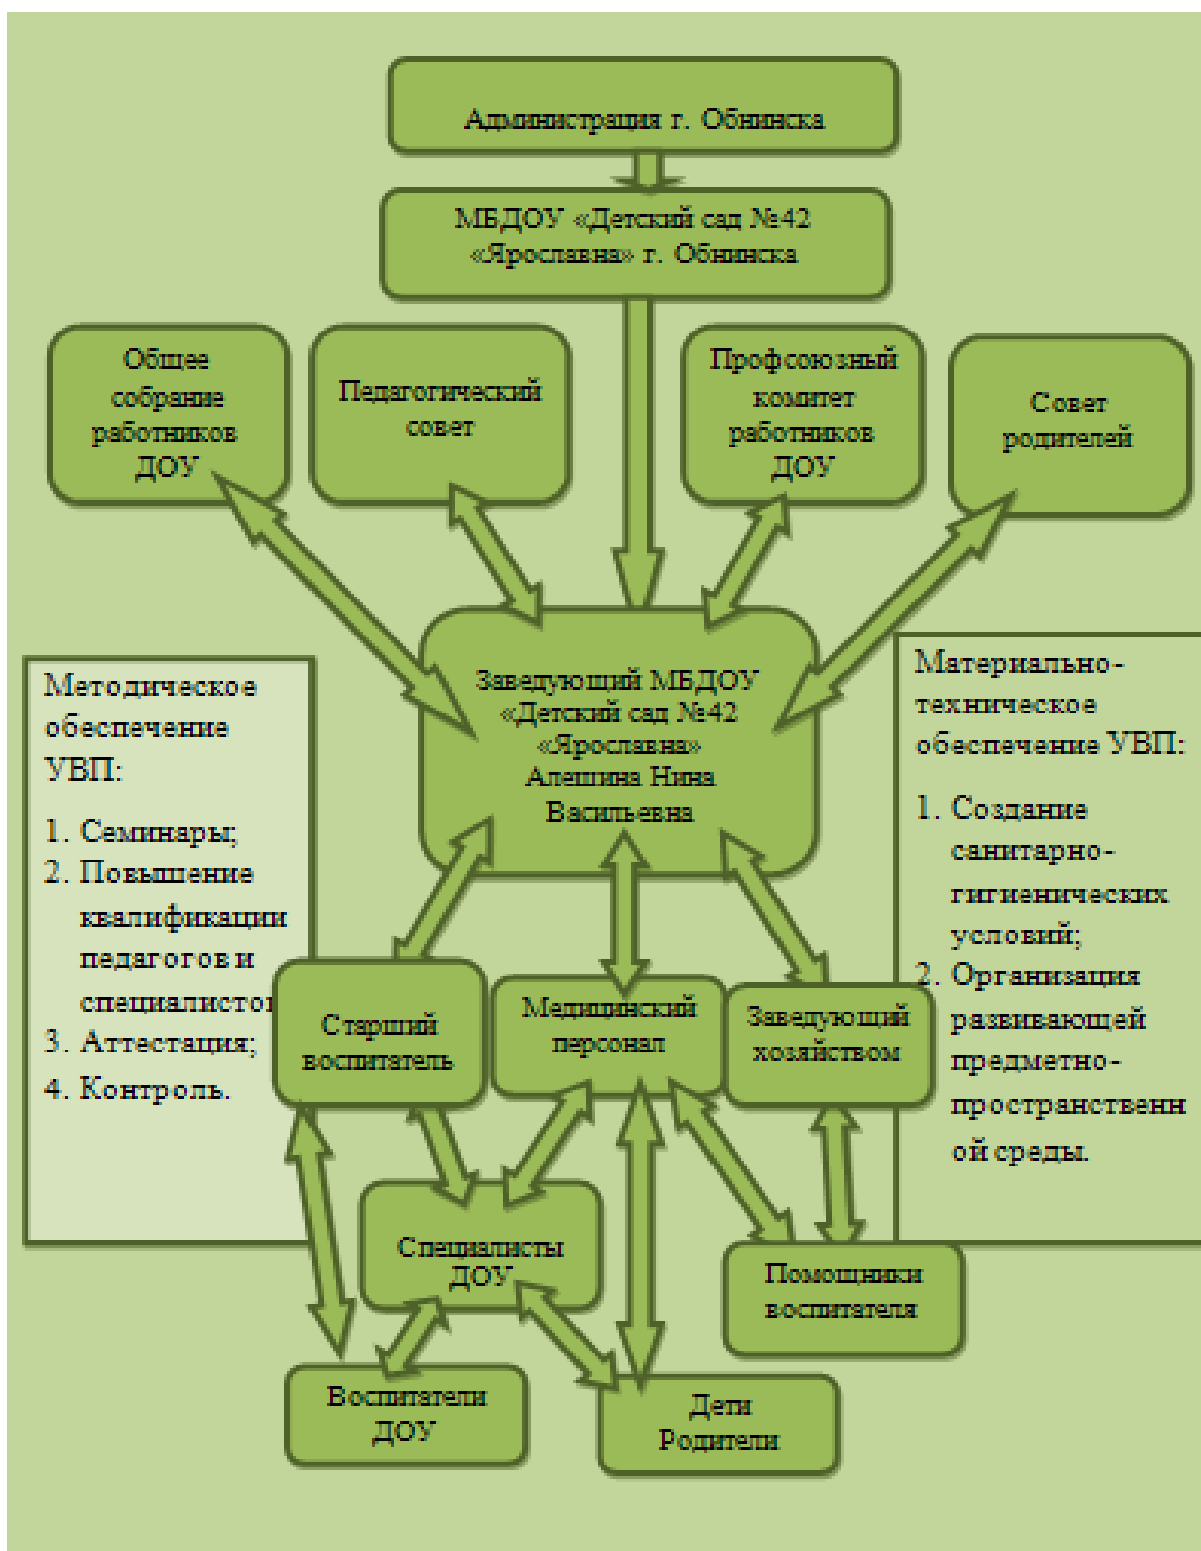 Администрация г. Обнинска
МБДОУ «Детский сад №42
«Ярославна» г. Обнинска
Общее
собрание
работников
ДОУ
Педагогический
совет
Профсоюзный
комитет
работников
ДОУ
Совет
родителей
Заведующий МБДОУ
«Детский сад №42
«Ярославна»
Алешина Нина
Васильевна
Методическое
обеспечение
УВП:
1. Семинары;
2. Повышение
квалификации
педагогов и
специалистов
3. Аттестация;
4. Контроль.
Материально-
техническое
обеспечение УВП:
1. Создание
санитарно-
гигиенических
условий;
2. Организация
развивающей
предметно-
пространственн
ой среды.
Старший
воспитатель
Медицинский
персонал
Заведующий
хозяйством
Специалисты
ДОУ
Помощники
воспитателя
Воспитатели
ДОУ
Дети
Родители